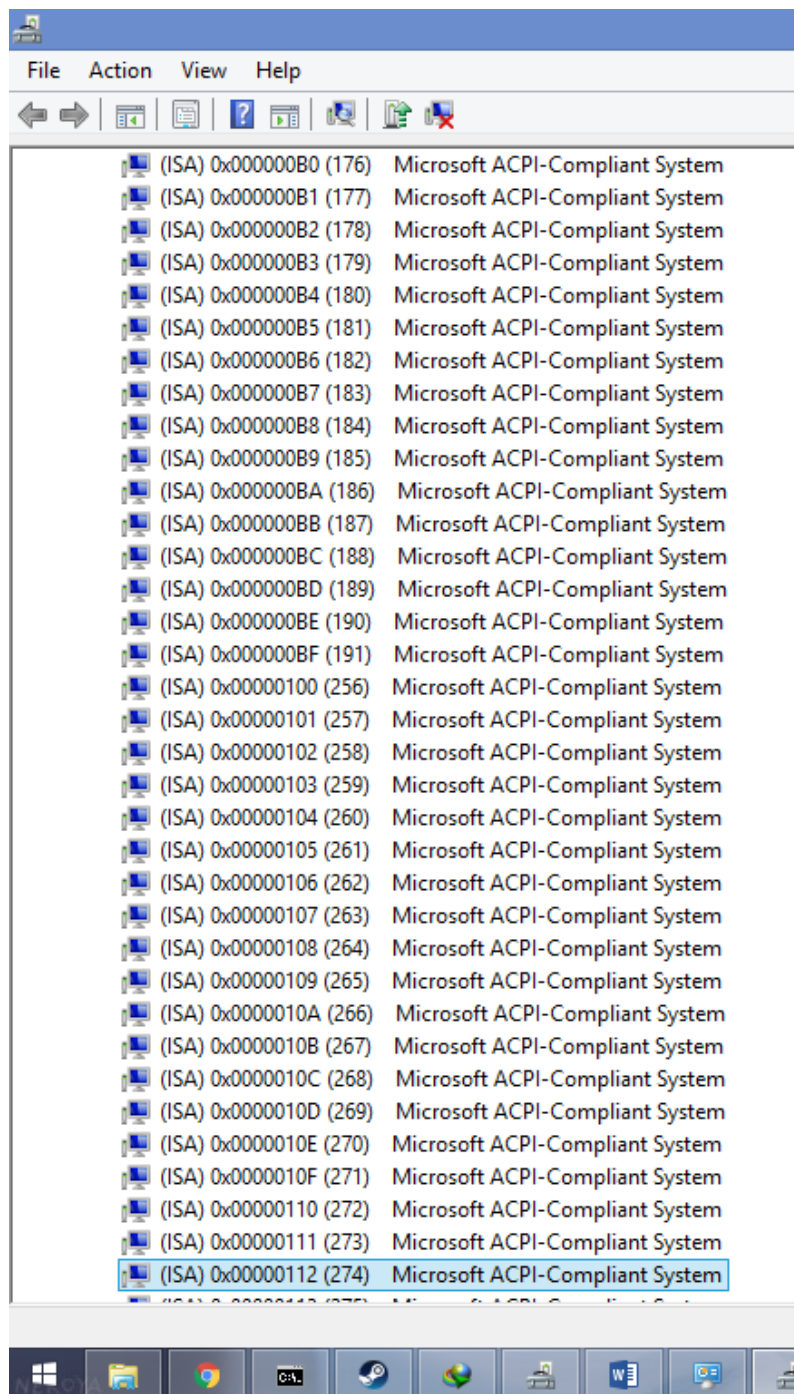 File Action View Help
(ISA) 0x000000B0 (176) Microsoft ACPI-Compliant System
(ISA) 0x000000B1 (177) Microsoft ACPI-Compliant System
(ISA) 0x000000B2 (178) Microsoft ACPI-Compliant System
(ISA) 0x000000B3 (179) Microsoft ACPI-Compliant System
(ISA) 0x000000B4 (180) Microsoft ACPI-Compliant System
(ISA) 0x000000B5 (181) Microsoft ACPI-Compliant System
(ISA) 0x000000B6 (182) Microsoft ACPI-Compliant System
(ISA) 0x000000B7 (183) Microsoft ACPI-Compliant System
(ISA) 0x000000B8 (184) Microsoft ACPI-Compliant System
(ISA) 0x000000B9 (185) Microsoft ACPI-Compliant System
(ISA) 0x000000BA (186) Microsoft ACPI-Compliant System
(ISA) 0x000000BB (187) Microsoft ACPI-Compliant System
(ISA) 0x000000BC (188) Microsoft ACPI-Compliant System
(ISA) 0x000000BD (189) Microsoft ACPI-Compliant System
(ISA) 0x000000BE (190) Microsoft ACPI-Compliant System
(ISA) 0x000000BF (191) Microsoft ACPI-Compliant System
(ISA) 0x00000100 (256) Microsoft ACPI-Compliant System
(ISA) 0x00000101 (257) Microsoft ACPI-Compliant System
(ISA) 0x00000102 (258) Microsoft ACPI-Compliant System
(ISA) 0x00000103 (259) Microsoft ACPI-Compliant System
(ISA) 0x00000104 (260) Microsoft ACPI-Compliant System
(ISA) 0x00000105 (261) Microsoft ACPI-Compliant System
(ISA) 0x00000106 (262) Microsoft ACPI-Compliant System
(ISA) 0x00000107 (263) Microsoft ACPI-Compliant System
(ISA) 0x00000108 (264) Microsoft ACPI-Compliant System
(ISA) 0x00000109 (265) Microsoft ACPI-Compliant System
(ISA) 0x0000010A (266) Microsoft ACPI-Compliant System
(ISA) 0x0000010B (267) Microsoft ACPI-Compliant System
(ISA) 0x0000010C (268) Microsoft ACPI-Compliant System
(ISA) 0x0000010D (269) Microsoft ACPI-Compliant System
(ISA) 0x0000010E (270) Microsoft ACPI-Compliant System
(ISA) 0x0000010F (271) Microsoft ACPI-Compliant System
(ISA) 0x00000110 (272) Microsoft ACPI-Compliant System
(ISA) 0x00000111 (273) Microsoft ACPI-Compliant System
(ISA) 0x00000112 (274) Microsoft ACPI-Compliant System